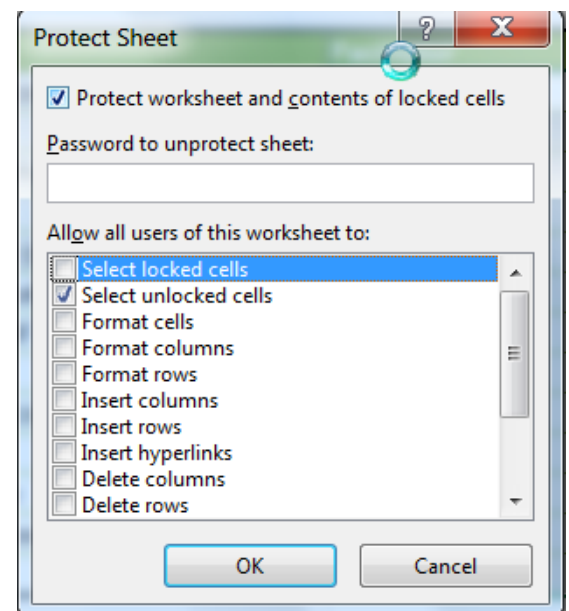 Protect Sheet
?
X
Protect worksheet and contents of locked cells
Password to unprotect sheet:
Allow all users of this worksheet to:
Select locked cells
Select unlocked cells
Format cells
Format columns
Format rows
Insert columns
Insert rows
Insert hyperlinks
Delete columns
Delete rows
OK
Cancel